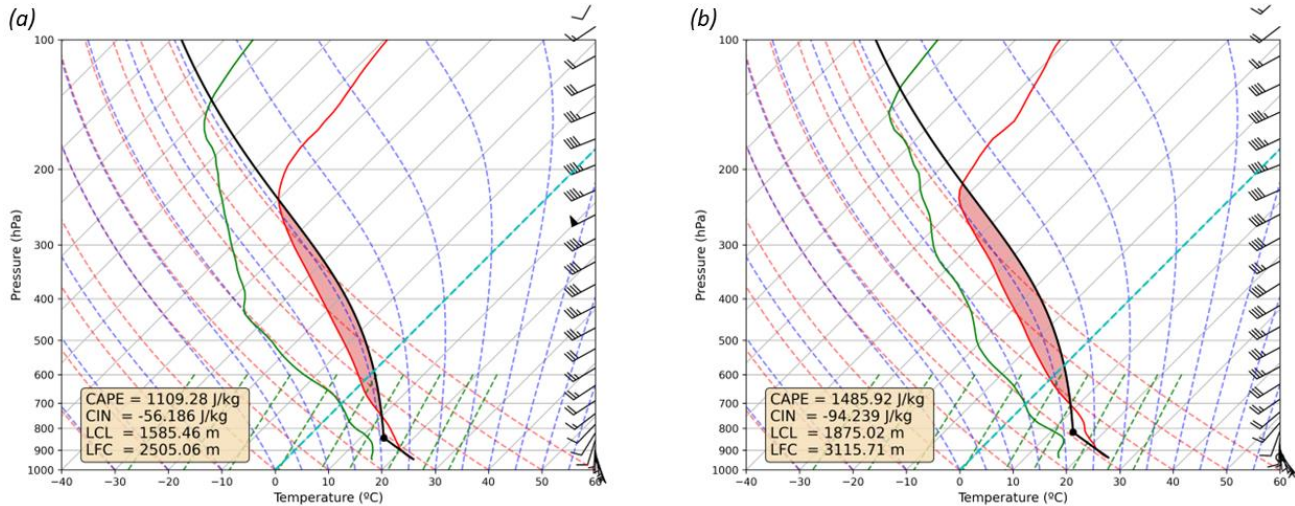 (a)
100
200
300
400
500
600
700
800
900
1000
Pressure (hPa)
CAPE = 1109.28 J/kg
CIN = -56.186 J/kg
LCL = 1585.46 m
LFC = 2505.06 m
−40 −30 −20 −10 0 10 20 30 40 50 60
Temperature (ºC)
(b)
100
200
300
400
500
600
700
800
900
1000
Pressure (hPa)
CAPE = 1485.92 J/kg
CIN = -94.239 J/kg
LCL = 1875.02 m
LFC = 3115.71 m
−40 −30 −20 −10 0 10 20 30 40 50 60
Temperature (ºC)